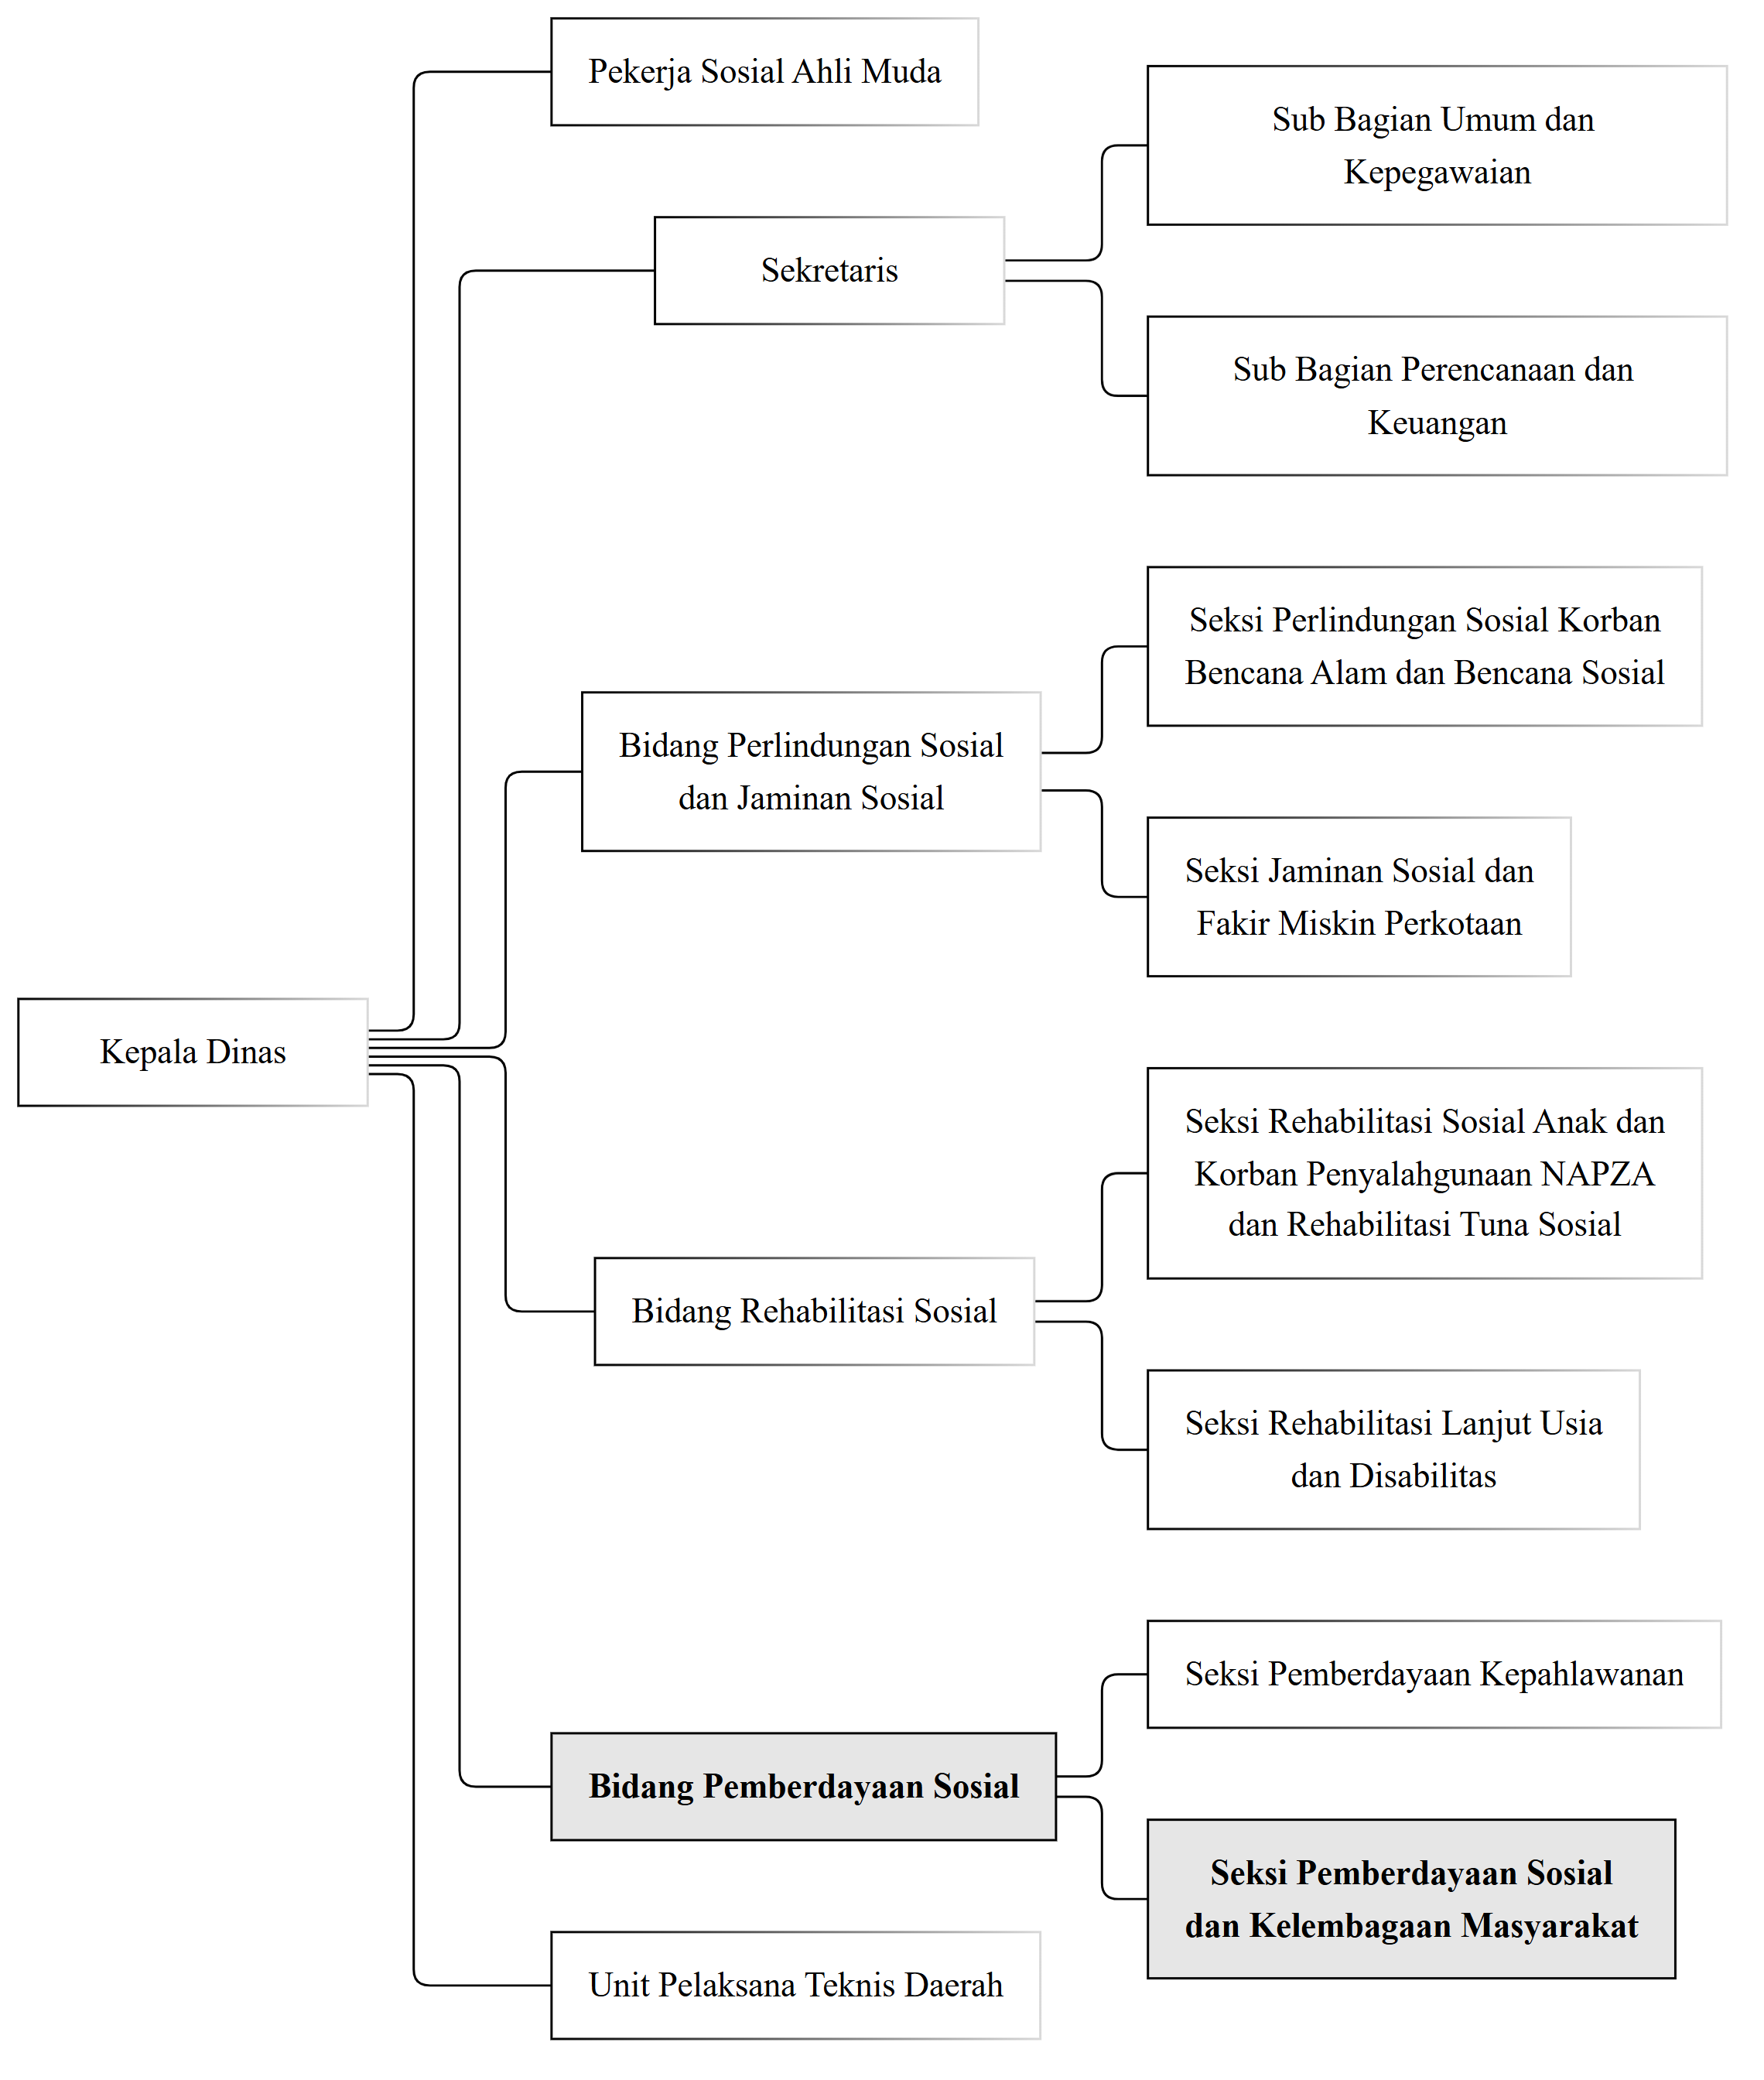 Pekerja Sosial Ahli Muda
Sub Bagian Umum dan
Kepegawaian
Sekretaris
Sub Bagian Perencanaan dan
Keuangan
Seksi Perlindungan Sosial Korban
Bencana Alam dan Bencana Sosial
Bidang Perlindungan Sosial
dan Jaminan Sosial
Seksi Jaminan Sosial dan
Fakir Miskin Perkotaan
Kepala Dinas
Seksi Rehabilitasi Sosial Anak dan
Korban Penyalahgunaan NAPZA
dan Rehabilitasi Tuna Sosial
Bidang Rehabilitasi Sosial
Seksi Rehabilitasi Lanjut Usia
dan Disabilitas
Seksi Pemberdayaan Kepahlawanan
Bidang Pemberdayaan Sosial
Seksi Pemberdayaan Sosial
dan Kelembagaan Masyarakat
Unit Pelaksana Teknis Daerah